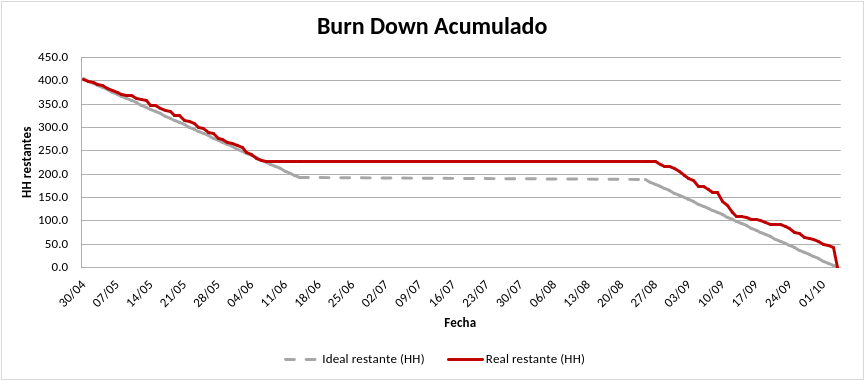 Burn Down Acumulado
HH restantes
450.0
400.0
350.0
300.0
250.0
200.0
150.0
100.0
50.0
0.0
30/04 07/05 14/05 21/05 28/05 04/06 11/06 18/06 25/06 02/07 09/07 16/07 23/07 30/07 06/08 13/08 20/08 27/08 03/09 10/09 17/09 24/09 01/10
Fecha
Ideal restante (HH) Real restante (HH)